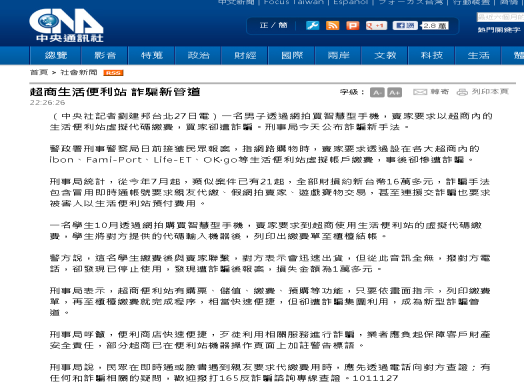 中央新聞 | Focus Taiwan | Español | フォーカス台湾 | 行動裝置 |
CNA
中央通訊社
正 / 簡
+1
讚 2.8 萬
熱門關鍵字
總覽 影音 特蒐 政治 財經 國際 兩岸 文教 科技 生活
首頁 > 社會新聞 RSS
超商生活便利站 詐騙新管道
字級: A- A+ 轉寄 列印本頁
22:26:26
(中央社記者劉建邦台北27日電)一名男子透過網拍買智慧型手機,賣家要求以超商內的
生活便利站虛擬代碼繳費,買家卻遭詐騙。刑事局今天公布詐騙新手法。
警政署刑事警察局日前接獲民眾報案,指網路購物時,賣家要求透過設在各大超商內的
ibon、Fami-Port、Life-ET、OK‧go等生活便利站虛擬帳戶繳費,事後卻慘遭詐騙。
刑事局統計,從今年7月起,類似案件已有21起,全部財損約新台幣16萬多元,詐騙手法
包含冒用即時通帳號要求親友代繳、假網拍賣家、遊戲寶物交易,甚至連援交詐騙也要求
被害人以生活便利站預付費用。
一名學生10月透過網拍購買智慧型手機,賣家要求到超商使用生活便利站的虛擬代碼繳
費,學生將對方提供的代碼輸入機器後,列印出繳費單至櫃檯結帳。
警方說,這名學生繳費後與賣家聯繫,對方表示會迅速出貨,但從此音訊全無,撥對方電
話,卻發現已停止使用,發現遭詐騙後報案,損失金額為1萬多元。
刑事局表示,超商便利站有購票、儲值、繳費、預購等功能,只要依畫面指示,列印繳費
單,再至櫃檯繳費就完成程序,相當快速便捷,但卻遭詐騙集團利用,成為新型詐騙管
道。
刑事局呼籲,便利商店快速便捷,歹徒利用相關服務進行詐騙,業者應負起保障客戶財產
安全責任,部分超商已在便利站機器操作頁面上加註警告標語。
刑事局說,民眾在即時通或臉書遇到親友要求代繳費用時,應先透過電話向對方查證;有
任何和詐騙相關的疑問,歡迎撥打165反詐騙諮詢專線查證。1011127